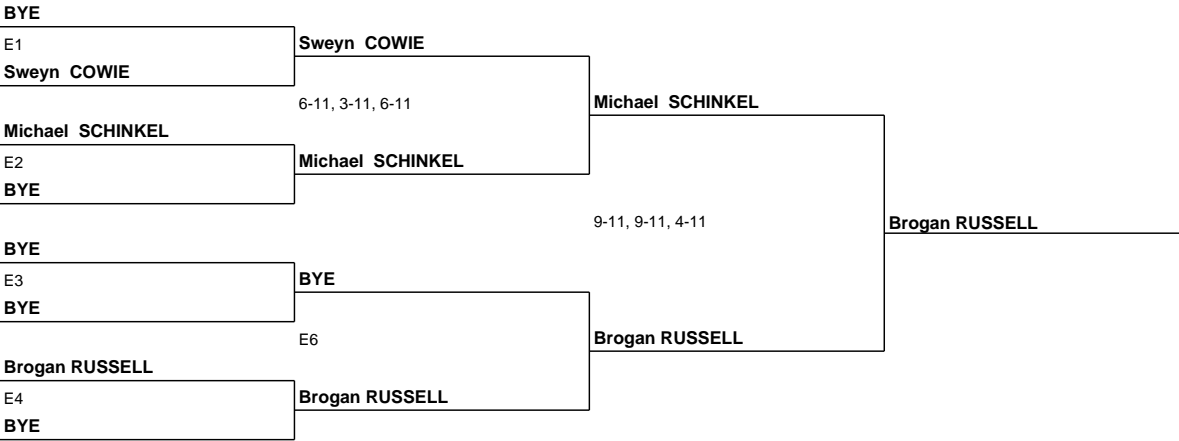 BYE
E1
Sweyn COWIE
Sweyn COWIE
6-11, 3-11, 6-11
Michael SCHINKEL
Michael SCHINKEL
E2
Michael SCHINKEL
BYE
9-11, 9-11, 4-11
Brogan RUSSELL
BYE
E3
BYE
BYE
E6
Brogan RUSSELL
Brogan RUSSELL
E4
Brogan RUSSELL
BYE